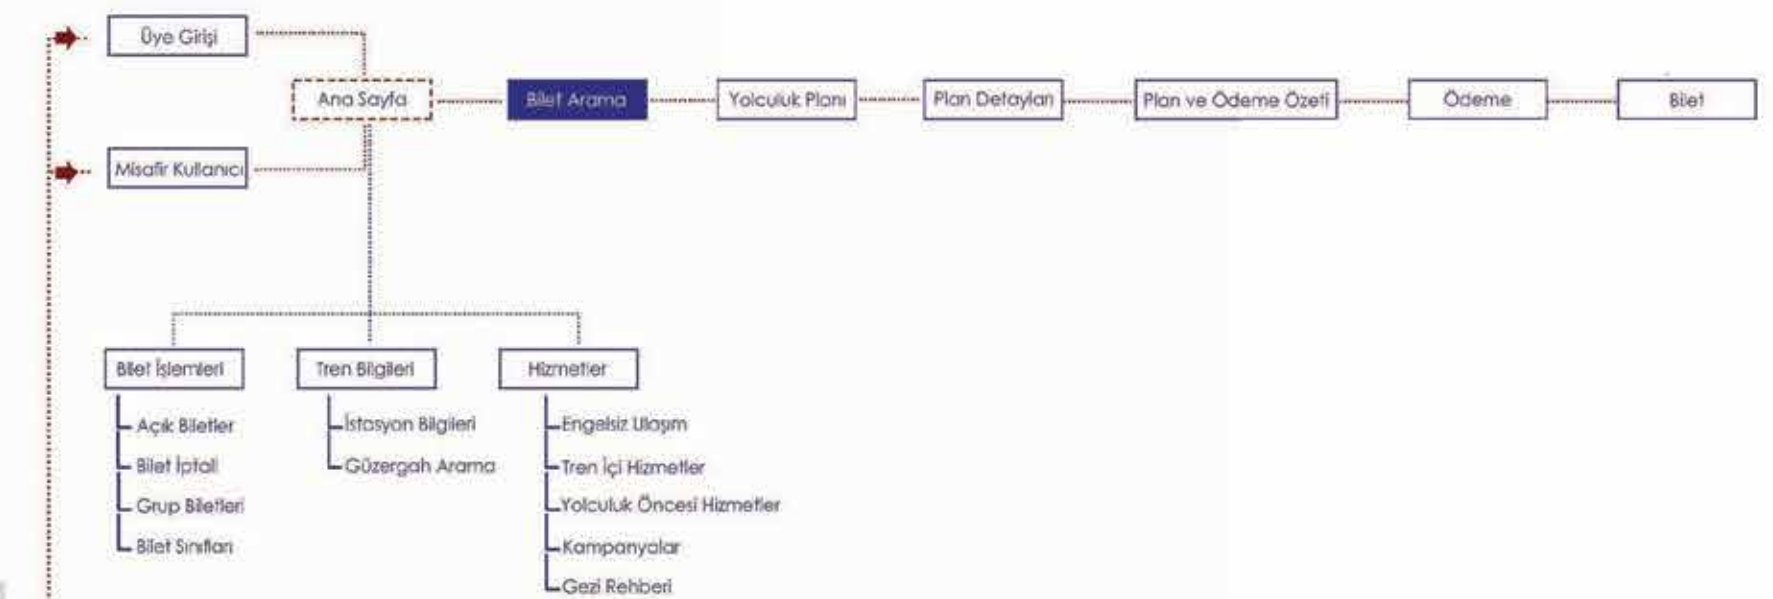 Üye Girişi
Ana Sayfa
Bilet Arama
Yolculuk Planı
Plan Detayları
Plan ve Ödeme Özeti
Ödeme
Bilet
Misafir Kullanıcı
Bilet İşlemleri
Tren Bilgileri
Hizmetler
Açık Biletler
Bilet İptali
Grup Biletleri
Bilet Sınıfları
İstasyon Bilgileri
Güzergah Arama
Engelsiz Ulaşım
Tren İçi Hizmetler
Yolculuk Öncesi Hizmetler
Kampanyalar
Gezi Rehberi